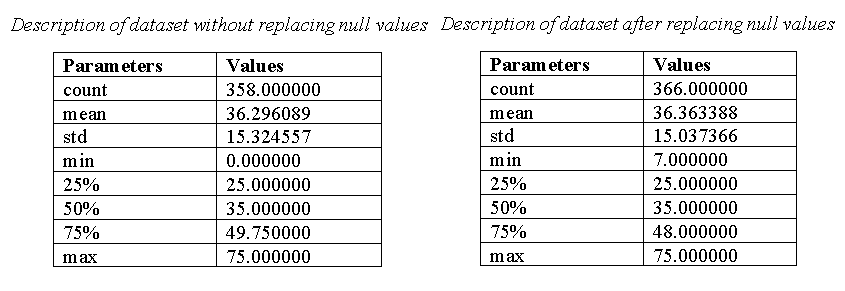 Description of dataset without replacing null values
Parameters Values
count 358.000000
mean 36.296089
std 15.324557
min 0.000000
25% 25.000000
50% 35.000000
75% 49.750000
max 75.000000
Description of dataset after replacing null values
Parameters Values
count 366.000000
mean 36.363388
std 15.037366
min 7.000000
25% 25.000000
50% 35.000000
75% 48.000000
max 75.000000